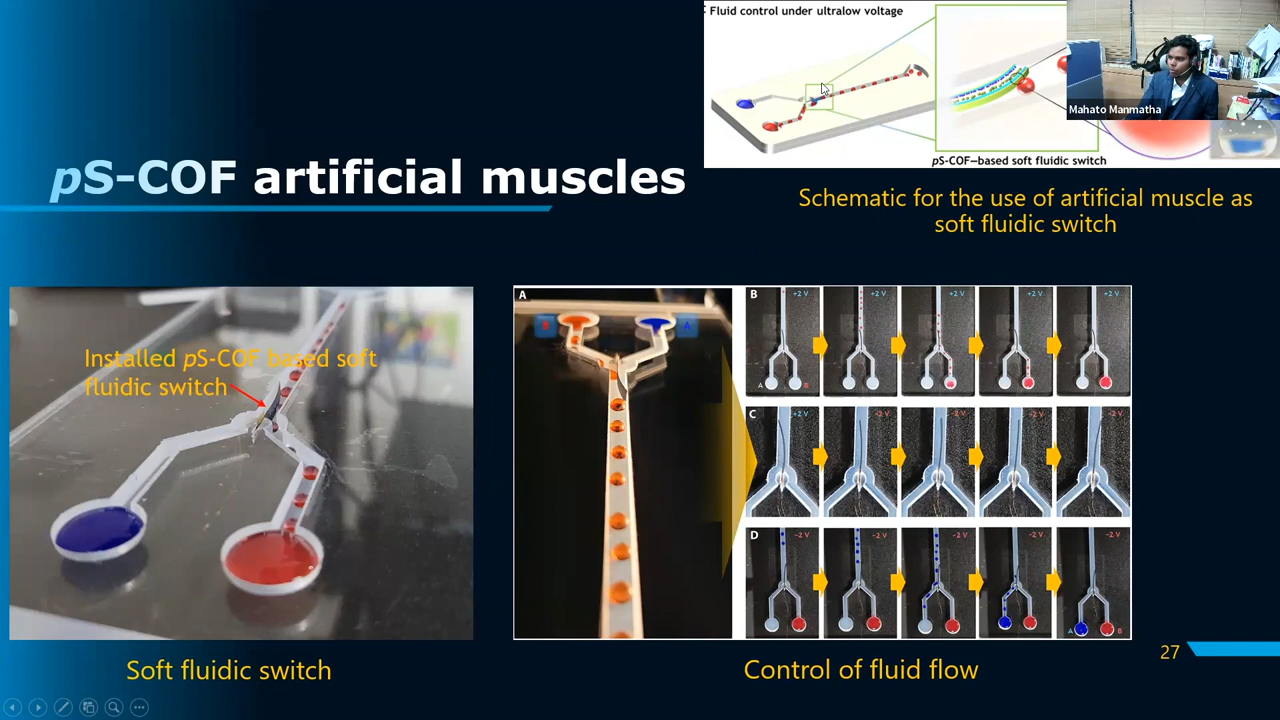 Fluid control under ultralow voltage
Mahato Manmatha
pS-COF—based soft fluidic switch
pS-COF artificial muscles
Schematic for the use of artificial muscle as
soft fluidic switch
Installed pS-COF based soft
fluidic switch
A
B
A
B
+2 V
+2 V
+2 V
+2 V
+2 V
A
B
C
+2 V
-2 V
-2 V
-2 V
-2 V
D
-2 V
-2 V
-2 V
-2 V
-2 V
A
B
27
Soft fluidic switch
Control of fluid flow